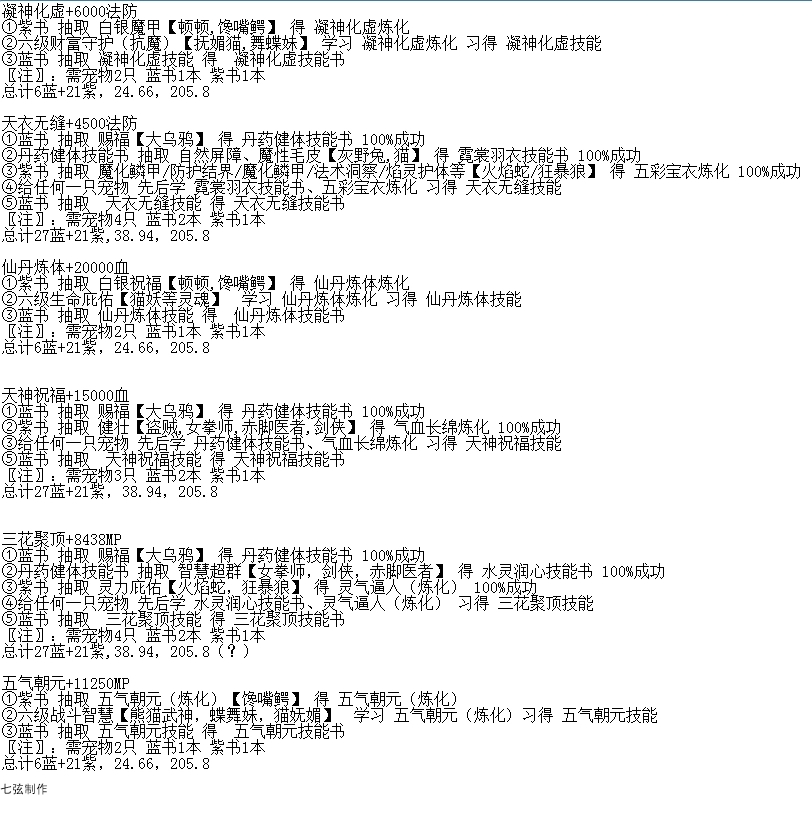 凝神化虚+6000法防
①紫书 抽取 白银魔甲【顿顿,馋嘴鳄】 得 凝神化虚炼化
②六级财富守护（抗魔）【抚媚猫,舞蝶妹】 学习 凝神化虚炼化 习得 凝神化虚技能
③蓝书 抽取 凝神化虚技能 得  凝神化虚技能书
〖注〗：需宠物2只 蓝书1本 紫书1本
总计6蓝+21紫，24.66，205.8
天衣无缝+4500法防
①蓝书 抽取 赐福【大乌鸦】 得 丹药健体技能书 100%成功
②丹药健体技能书 抽取 自然屏障、魔性毛皮【灰野兔,猫】 得 霓裳羽衣技能书 100%成功
③紫书 抽取 魔化鳞甲/防护结界/魔化鳞甲/法术洞察/焰灵护体等【火焰蛇/狂暴狼】 得 五彩宝衣炼化 100%成功
④给任何一只宠物 先后学 霓裳羽衣技能书、五彩宝衣炼化 习得 天衣无缝技能
⑤蓝书 抽取  天衣无缝技能 得 天衣无缝技能书
〖注〗：需宠物4只 蓝书2本 紫书1本
总计27蓝+21紫,38.94，205.8
仙丹炼体+20000血
①紫书 抽取 白银祝福【顿顿,馋嘴鳄】 得 仙丹炼体炼化
②六级生命庇佑【猫妖等灵魂】  学习 仙丹炼体炼化 习得 仙丹炼体技能
③蓝书 抽取 仙丹炼体技能 得  仙丹炼体技能书
〖注〗：需宠物2只 蓝书1本 紫书1本
总计6蓝+21紫，24.66，205.8
天神祝福+15000血
①蓝书 抽取 赐福【大乌鸦】 得 丹药健体技能书 100%成功
②紫书 抽取 健壮【盗贼,女拳师,赤脚医者,剑侠】 得 气血长绵炼化 100%成功
③给任何一只宠物 先后学 丹药健体技能书、气血长绵炼化 习得 天神祝福技能
⑤蓝书 抽取  天神祝福技能 得 天神祝福技能书
〖注〗：需宠物3只 蓝书2本 紫书1本
总计27蓝+21紫，38.94，205.8
三花聚顶+8438MP
①蓝书 抽取 赐福【大乌鸦】 得 丹药健体技能书 100%成功
②丹药健体技能书 抽取 智慧超群【女拳师，剑侠，赤脚医者】 得 水灵润心技能书 100%成功
③紫书 抽取 灵力庇佑【火焰蛇，狂暴狼】 得 灵气逼人（炼化） 100%成功
④给任何一只宠物 先后学 水灵润心技能书、灵气逼人（炼化） 习得 三花聚顶技能
⑤蓝书 抽取  三花聚顶技能 得 三花聚顶技能书
〖注〗：需宠物4只 蓝书2本 紫书1本
总计27蓝+21紫,38.94，205.8（？）
五气朝元+11250MP
①紫书 抽取 五气朝元（炼化）【馋嘴鳄】 得 五气朝元（炼化）
②六级战斗智慧【熊猫武神，蝶舞妹，猫妩媚】  学习 五气朝元（炼化）习得 五气朝元技能
③蓝书 抽取 五气朝元技能 得  五气朝元技能书
〖注〗：需宠物2只 蓝书1本 紫书1本
总计6蓝+21紫，24.66，205.8
七弦制作